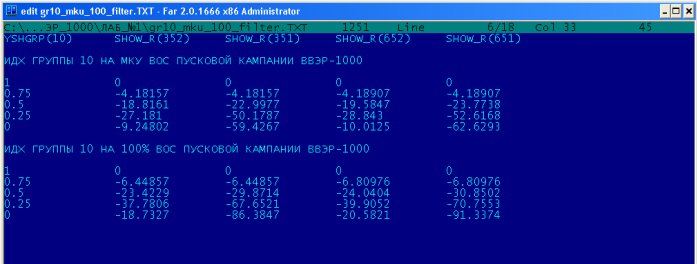 edit gr10_mku_100_filter.TXT - Far 2.0.1666 x86 Administrator
C:\...ЭР_1000\ЛАБ_№1\gr10_mku_100_filter.TXT 1251 Line 6/18 Col 33 45
YSHGRP(10) SHOW_R(352) SHOW_R(351) SHOW_R(652) SHOW_R(651)
ИДХ ГРУППЫ 10 НА МКУ ВОС ПУСКОВОЙ КАМПАНИИ ВВЭР-1000
1 0 0 0 0
0.75 -4.18157 -4.18157 -4.18907 -4.18907
0.5 -18.8161 -22.9977 -19.5847 -23.7738
0.25 -27.181 -50.1787 -28.843 -52.6168
0 -9.24802 -59.4267 -10.0125 -62.6293
ИДХ ГРУППЫ 10 НА 100% ВОС ПУСКОВОЙ КАМПАНИИ ВВЭР-1000
1 0 0 0 0
0.75 -6.44857 -6.44857 -6.80976 -6.80976
0.5 -23.4229 -29.8714 -24.0404 -30.8502
0.25 -37.7806 -67.6521 -39.9052 -70.7553
0 -18.7327 -86.3847 -20.5821 -91.3374